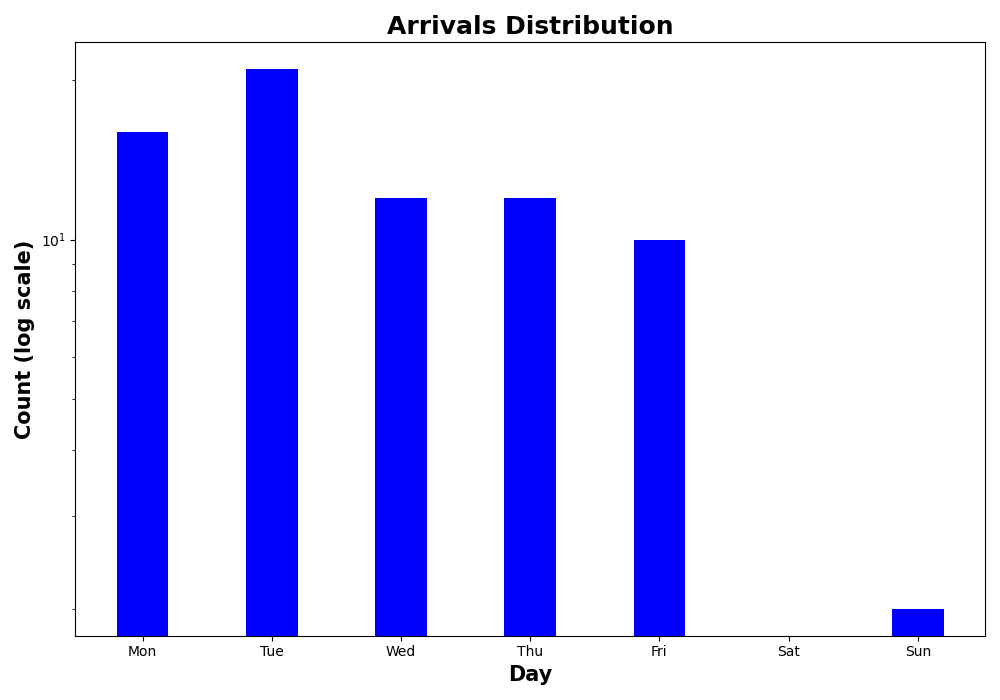 Arrivals Distribution
Count (log scale)
10¹
Mon Tue Wed Thu Fri Sat Sun
Day